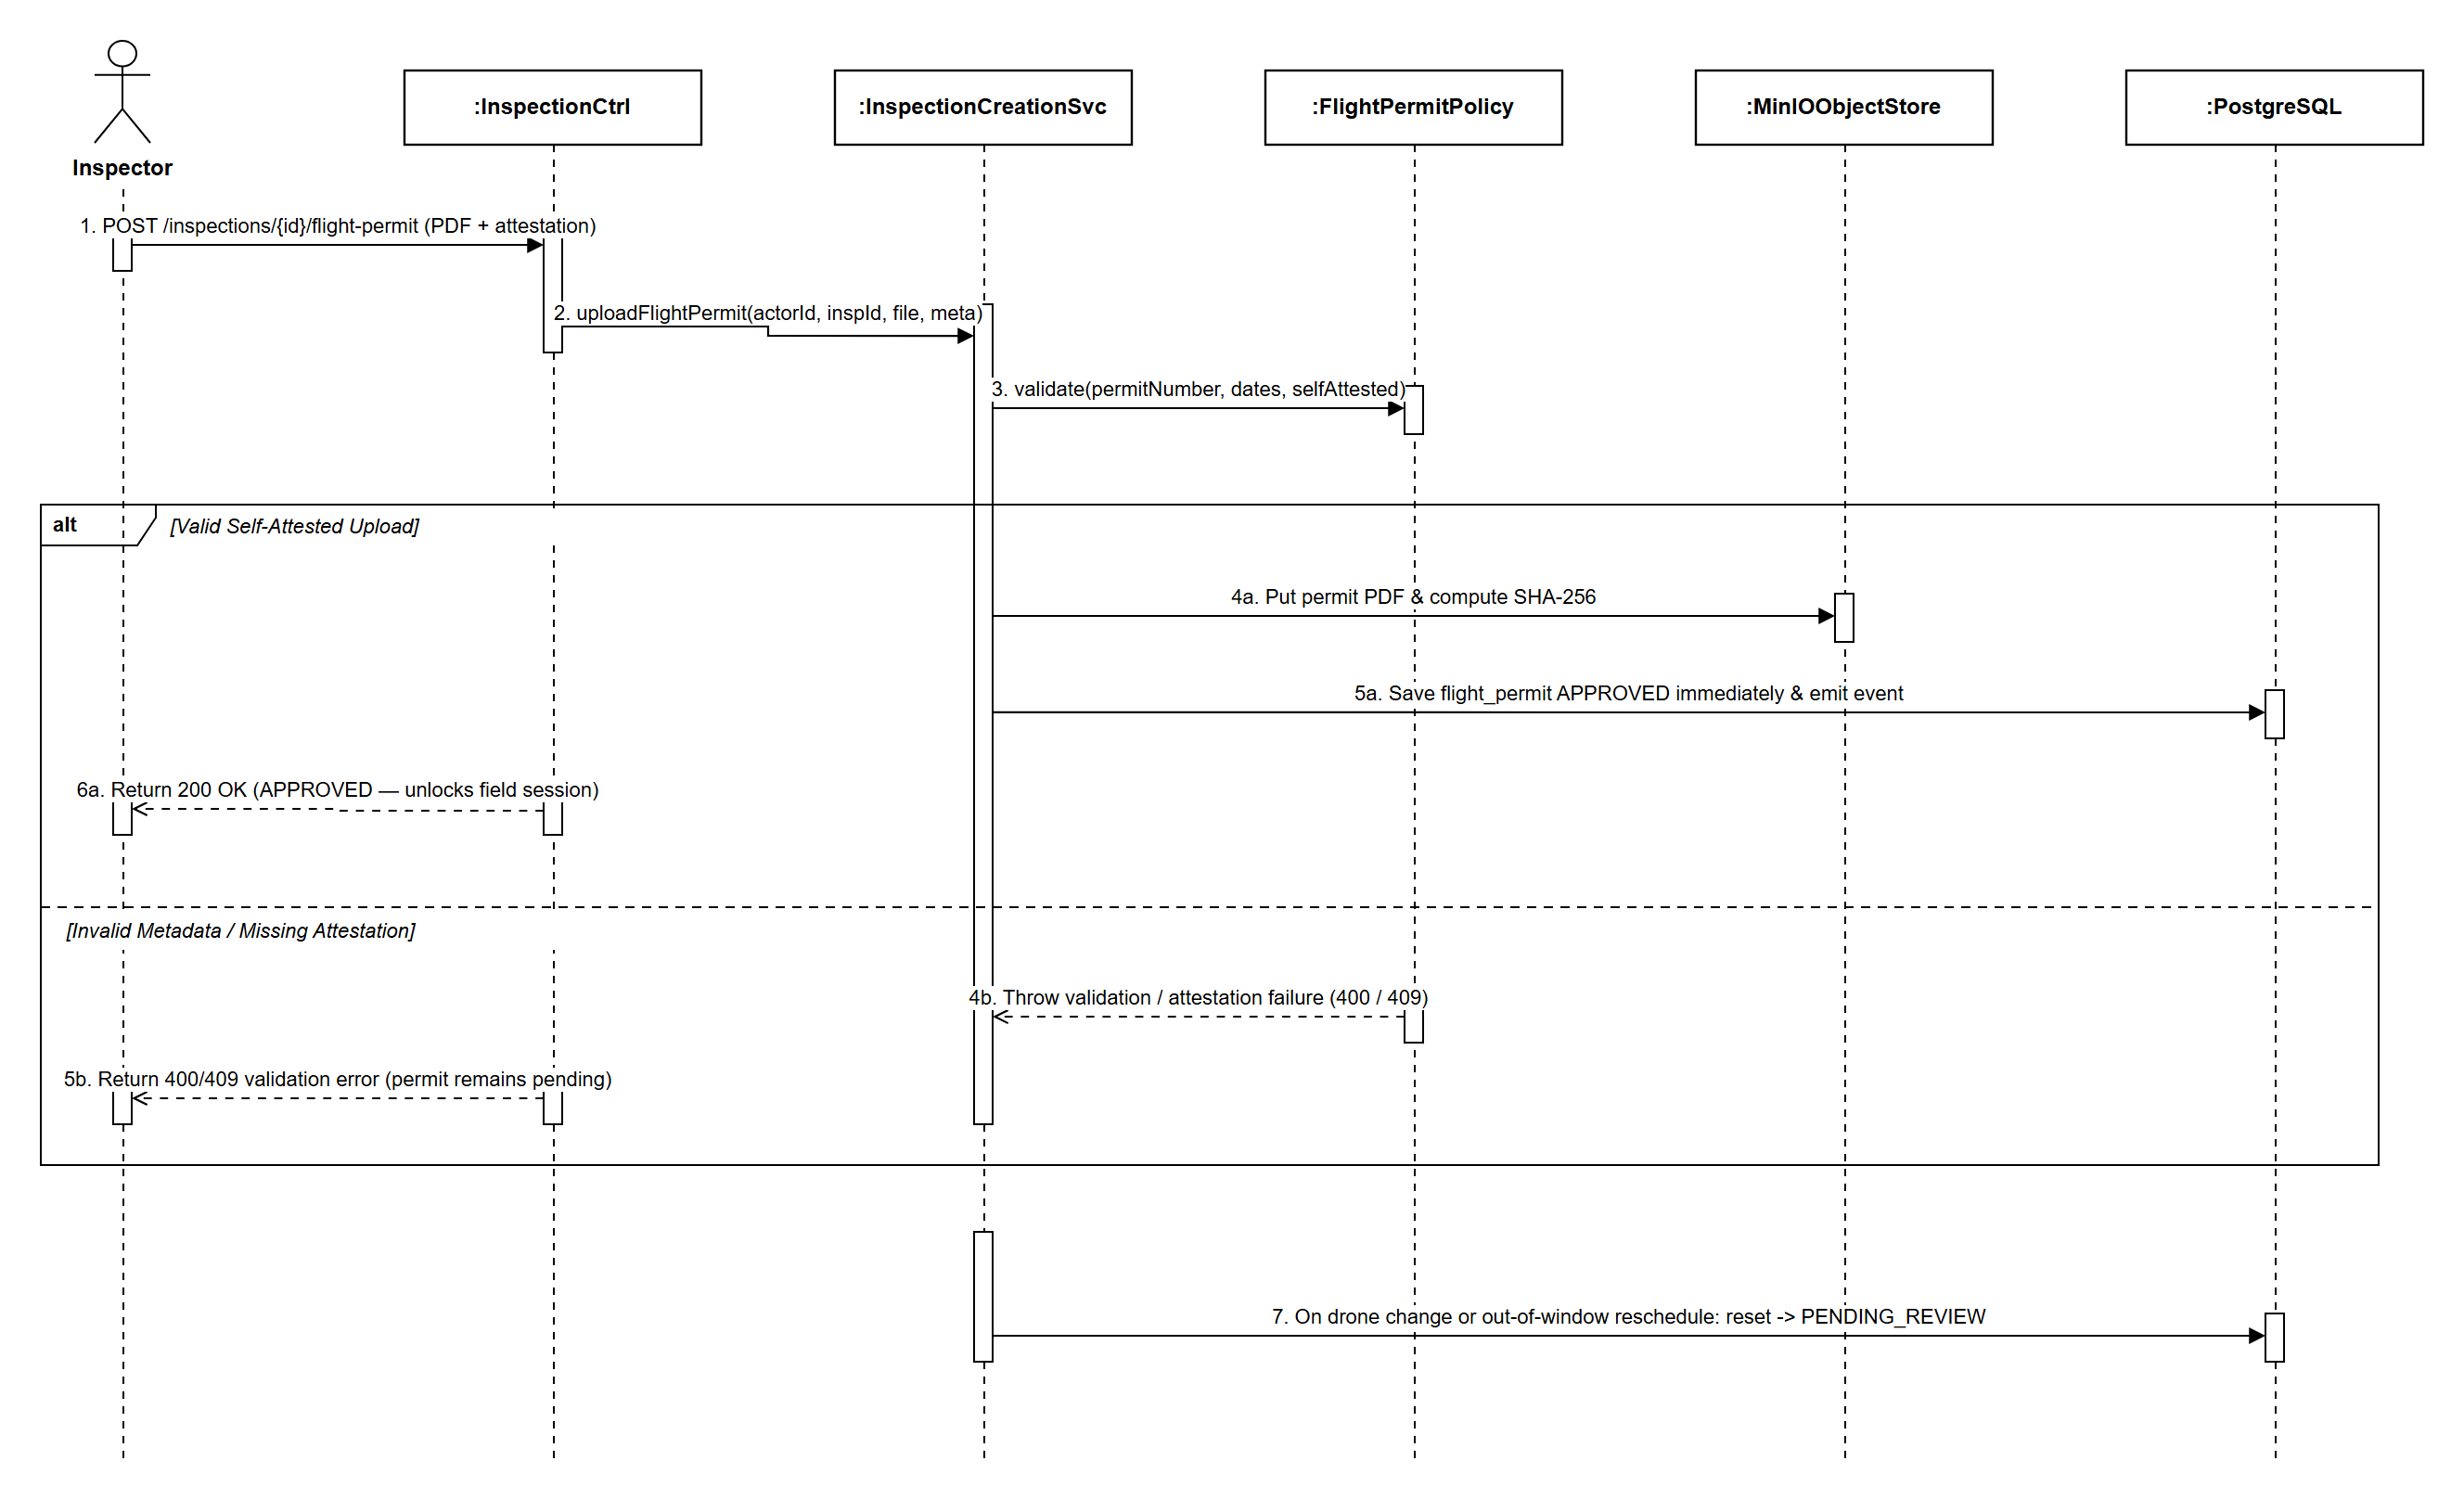 Inspector
:InspectionCtrl
:InspectionCreationSvc
:FlightPermitPolicy
:MinIOObjectStore
:PostgreSQL
1. POST /inspections/{id}/flight-permit (PDF + attestation)
2. uploadFlightPermit(actorId, inspId, file, meta)
3. validate(permitNumber, dates, selfAttested)
alt
[Valid Self-Attested Upload]
4a. Put permit PDF & compute SHA-256
5a. Save flight_permit APPROVED immediately & emit event
6a. Return 200 OK (APPROVED — unlocks field session)
[Invalid Metadata / Missing Attestation]
4b. Throw validation / attestation failure (400 / 409)
5b. Return 400/409 validation error (permit remains pending)
7. On drone change or out-of-window reschedule: reset -> PENDING_REVIEW